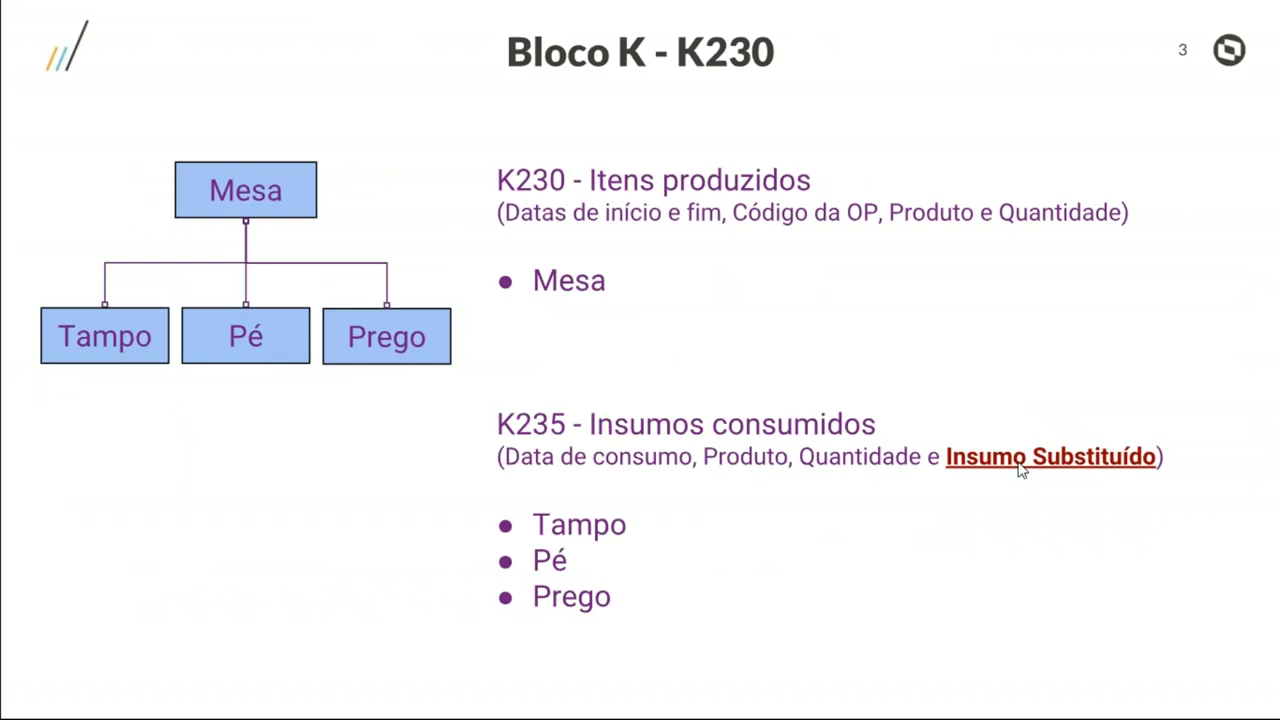 Bloco K - K230
3
Mesa
Tampo
Pé
Prego
K230 - Itens produzidos
(Datas de início e fim, Código da OP, Produto e Quantidade)
● Mesa
K235 - Insumos consumidos
(Data de consumo, Produto, Quantidade e Insumo Substituído)
● Tampo
● Pé
● Prego